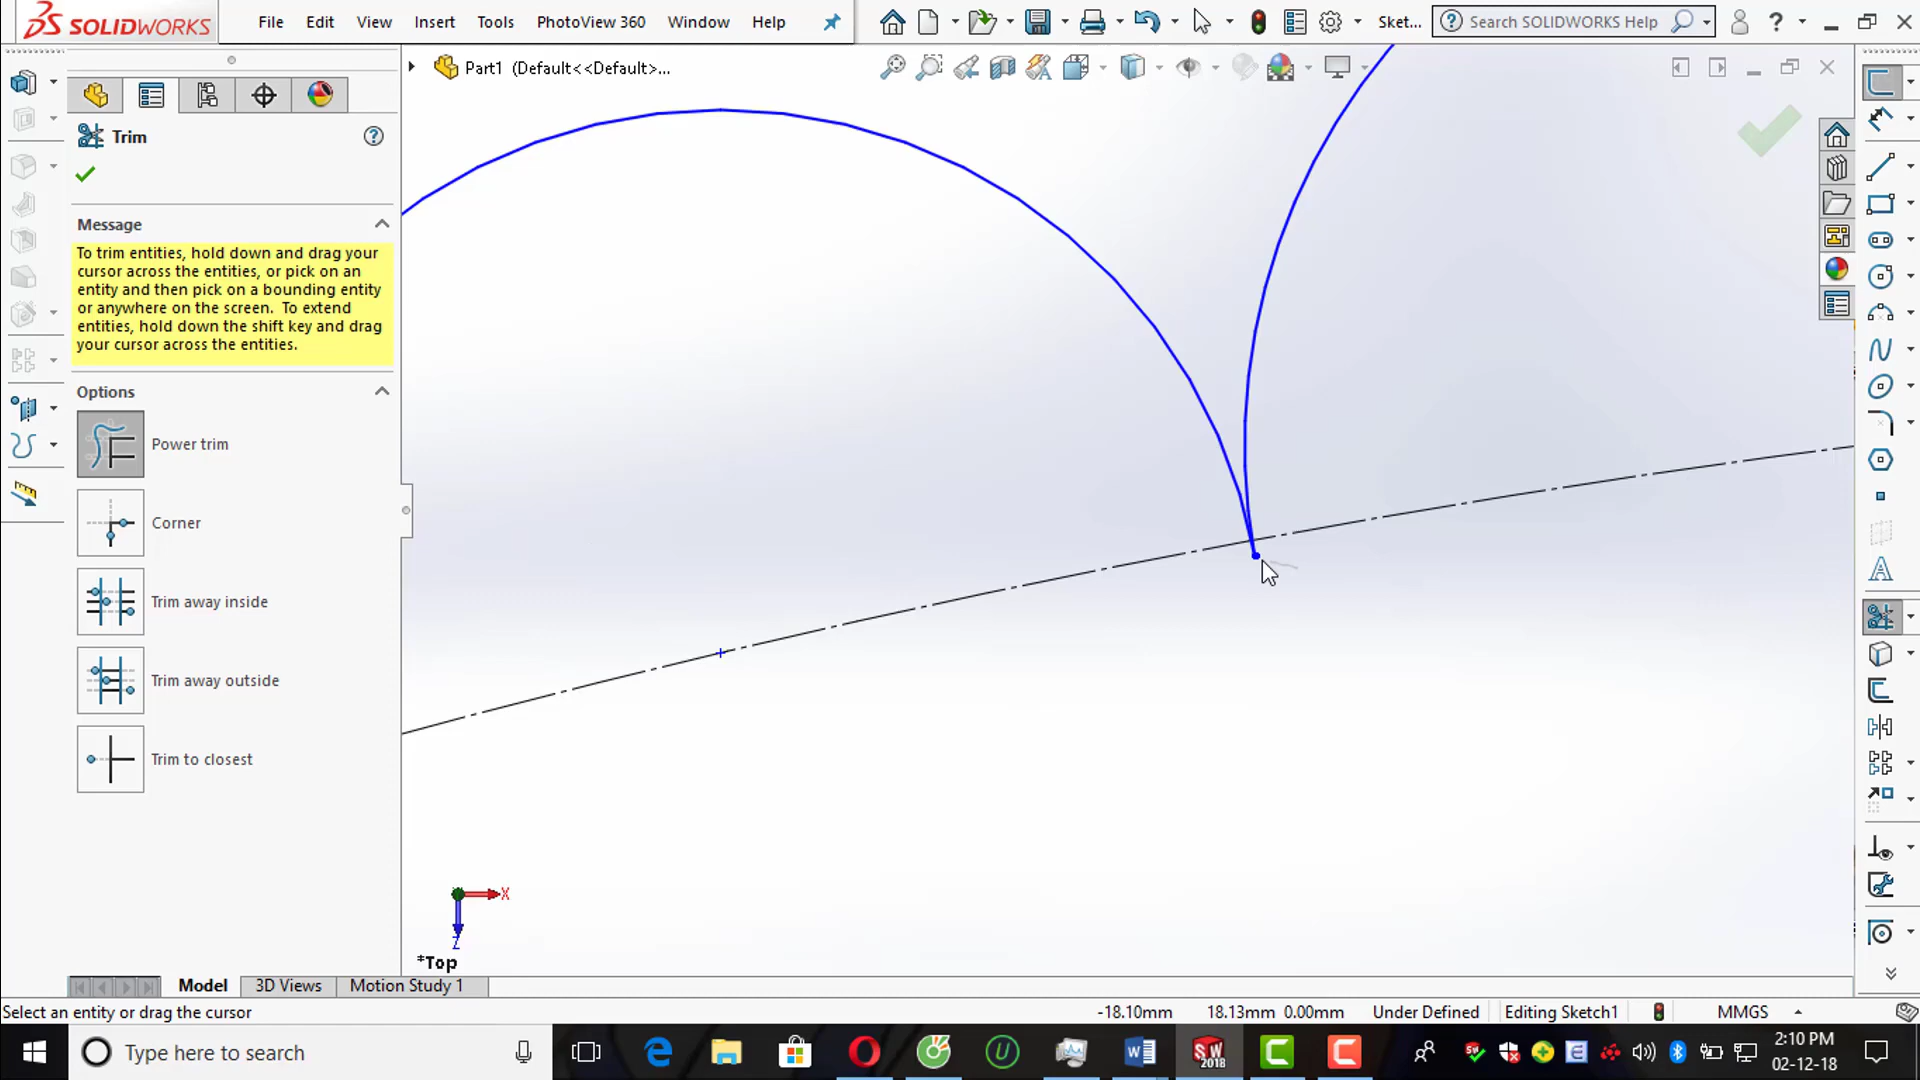 SOLIDWORKS File Edit View Insert Tools PhotoView 360 Window Help Sket... Search SOLIDWORKS Help ?
Part1 (Default<<Default>...
Trim ?
Message
To trim entities, hold down and drag your
cursor across the entities, or pick on an
entity and then pick on a bounding entity
or anywhere on the screen. To extend
entities, hold down the shift key and drag
your cursor across the entities.
Options
Power trim
Corner
Trim away inside
Trim away outside
Trim to closest
X
Z
*Top
Model 3D Views Motion Study 1
Select an entity or drag the cursor -18.10mm 18.13mm 0.00mm Under Defined Editing Sketch1 MMGS
Type here to search SW 2018 2:10 PM
02-12-18